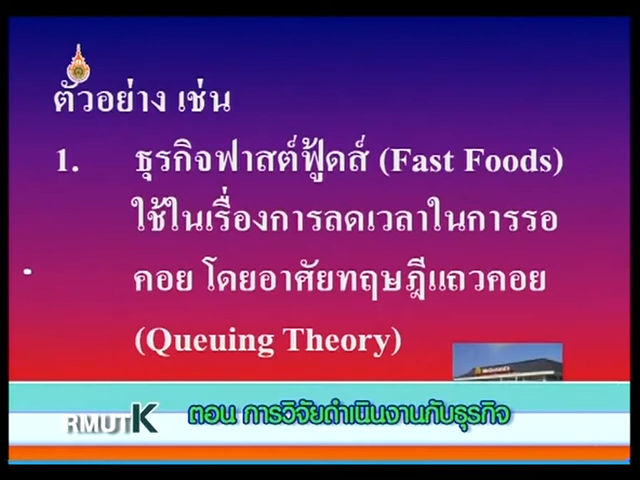 ตัวอย่าง เช่น
1. ธุรกิจฟาสต์ฟู้ดส์ (Fast Foods)
ใช้ในเรื่องการลดเวลาในการรอ
คอย โดยอาศัยทฤษฎีแถวคอย
(Queuing Theory)
RMUTK ตอน การวิจัยดำเนินงานกับธุรกิจ